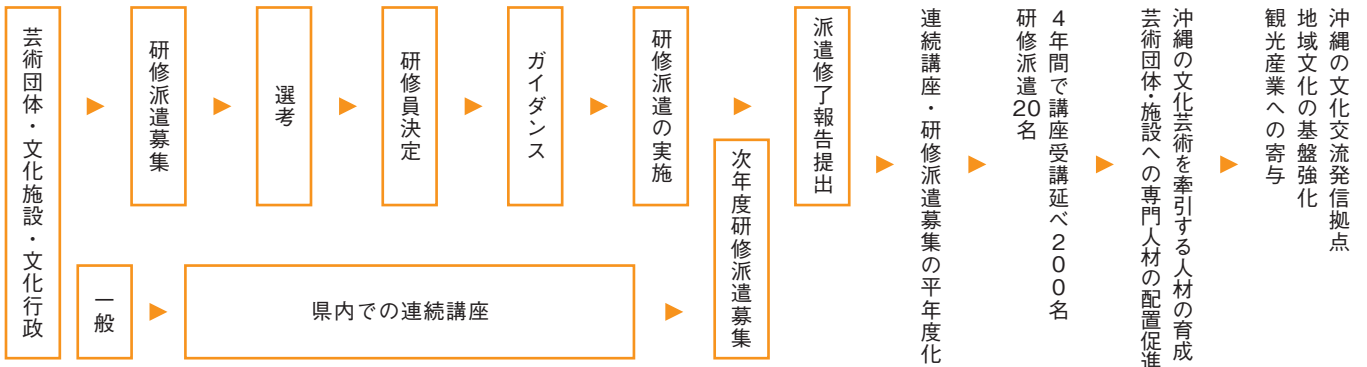 芸術団体・文化施設・文化行政
研修派遣募集
選考
研修員決定
ガイダンス
研修派遣の実施
派遣修了報告提出
一般
県内での連続講座
次年度研修派遣募集
連続講座・研修派遣募集の平年度化
４年間で講座受講延べ２００名
研修派遣20名
沖縄の文化芸術を牽引する人材の育成
芸術団体・施設への専門人材の配置促進
沖縄の文化交流発信拠点
地域文化の基盤強化
観光産業への寄与